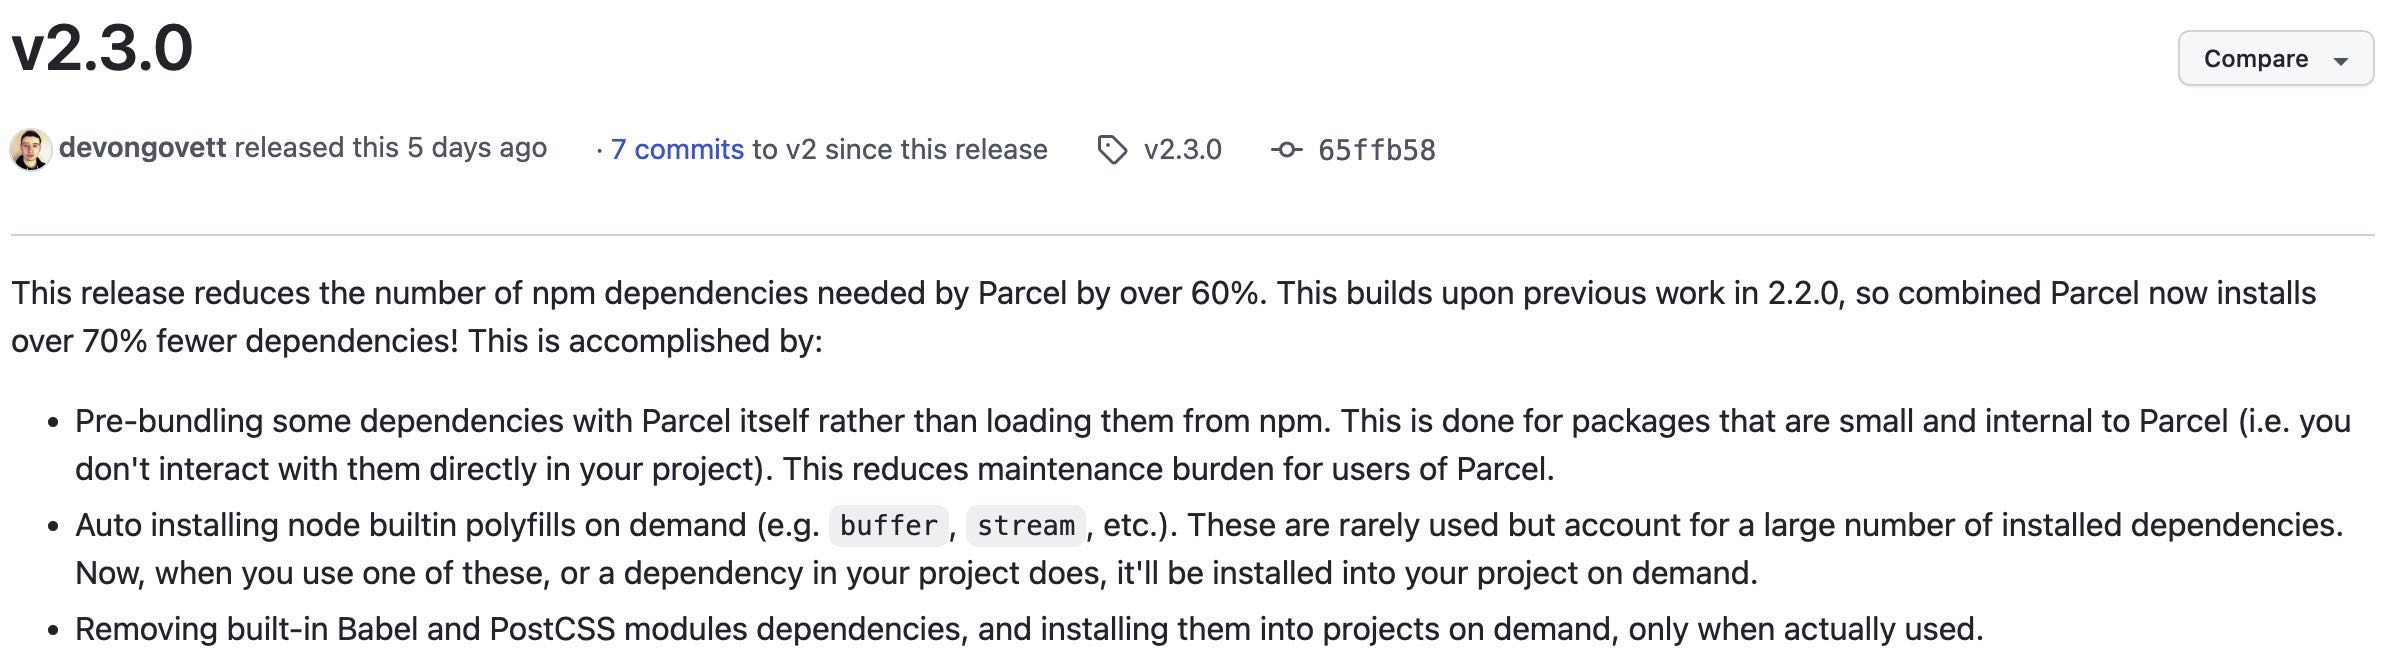 v2.3.0
Compare
devongovett released this 5 days ago · 7 commits to v2 since this release v2.3.0 65ffb58
This release reduces the number of npm dependencies needed by Parcel by over 60%. This builds upon previous work in 2.2.0, so combined Parcel now installs
over 70% fewer dependencies! This is accomplished by:
• Pre-bundling some dependencies with Parcel itself rather than loading them from npm. This is done for packages that are small and internal to Parcel (i.e. you
don't interact with them directly in your project). This reduces maintenance burden for users of Parcel.
• Auto installing node builtin polyfills on demand (e.g. buffer, stream, etc.). These are rarely used but account for a large number of installed dependencies.
Now, when you use one of these, or a dependency in your project does, it'll be installed into your project on demand.
• Removing built-in Babel and PostCSS modules dependencies, and installing them into projects on demand, only when actually used.